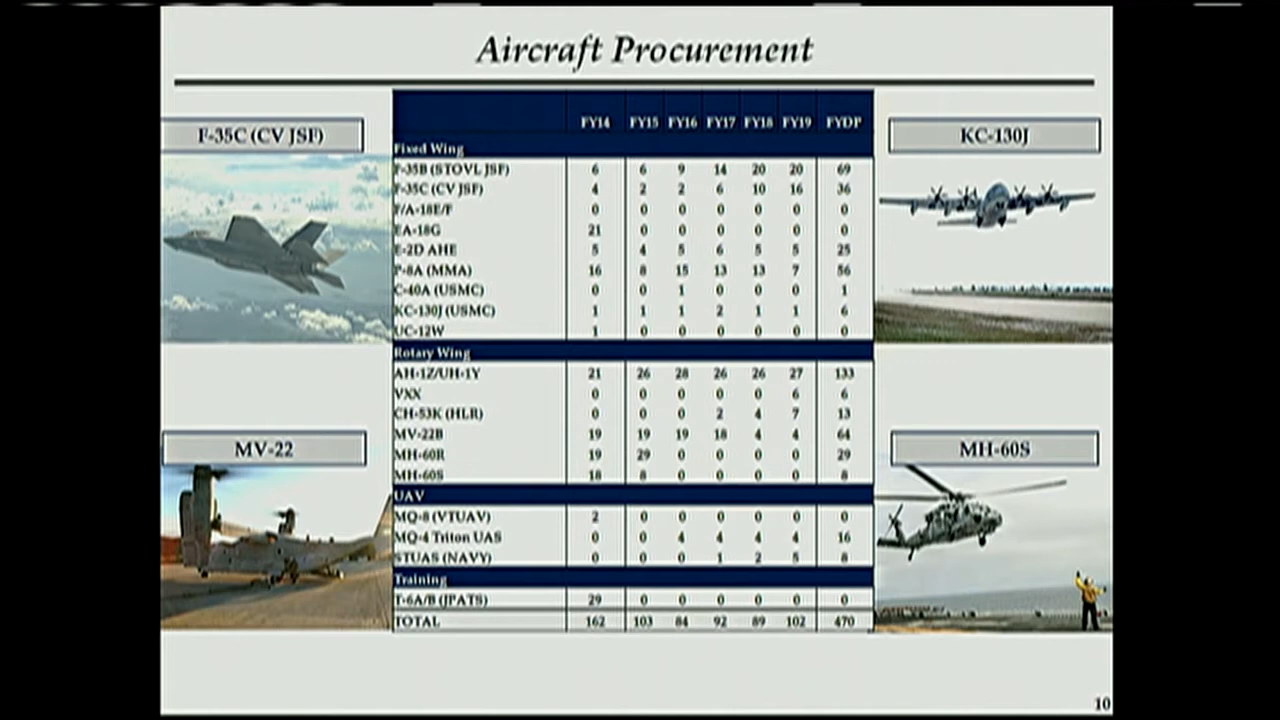 Aircraft Procurement
F-35C (CV JSF)
KC-130J
MV-22
MH-60S
FY14 FY15 FY16 FY17 FY18 FY19 FYDP
Fixed Wing
F-35B (STOVL JSF) 6 6 9 14 20 20 69
F-35C (CV JSF) 4 2 2 6 10 16 36
F/A-18E/F 0 0 0 0 0 0 0
EA-18G 21 0 0 0 0 0 0
E-2D AHE 5 4 5 6 5 5 25
P-8A (MMA) 16 8 15 13 13 7 56
C-40A (USMC) 0 0 1 0 0 0 1
KC-130J (USMC) 1 1 1 2 1 1 6
UC-12W 1 0 0 0 0 0 0
Rotary Wing
AH-1Z/UH-1Y 21 26 28 26 26 27 133
VXX 0 0 0 0 0 6 6
CH-53K (HLR) 0 0 0 2 4 7 13
MV-22B 19 19 19 18 4 4 64
MH-60R 19 29 0 0 0 0 29
MH-60S 18 8 0 0 0 0 8
UAV
MQ-8 (VTUAV) 2 0 0 0 0 0 0
MQ-4 Triton UAS 0 0 4 4 4 4 16
STUAS (NAVY) 0 0 0 1 2 5 8
Training
T-6A/B (JPATS) 29 0 0 0 0 0 0
TOTAL 162 103 84 92 89 102 470
10